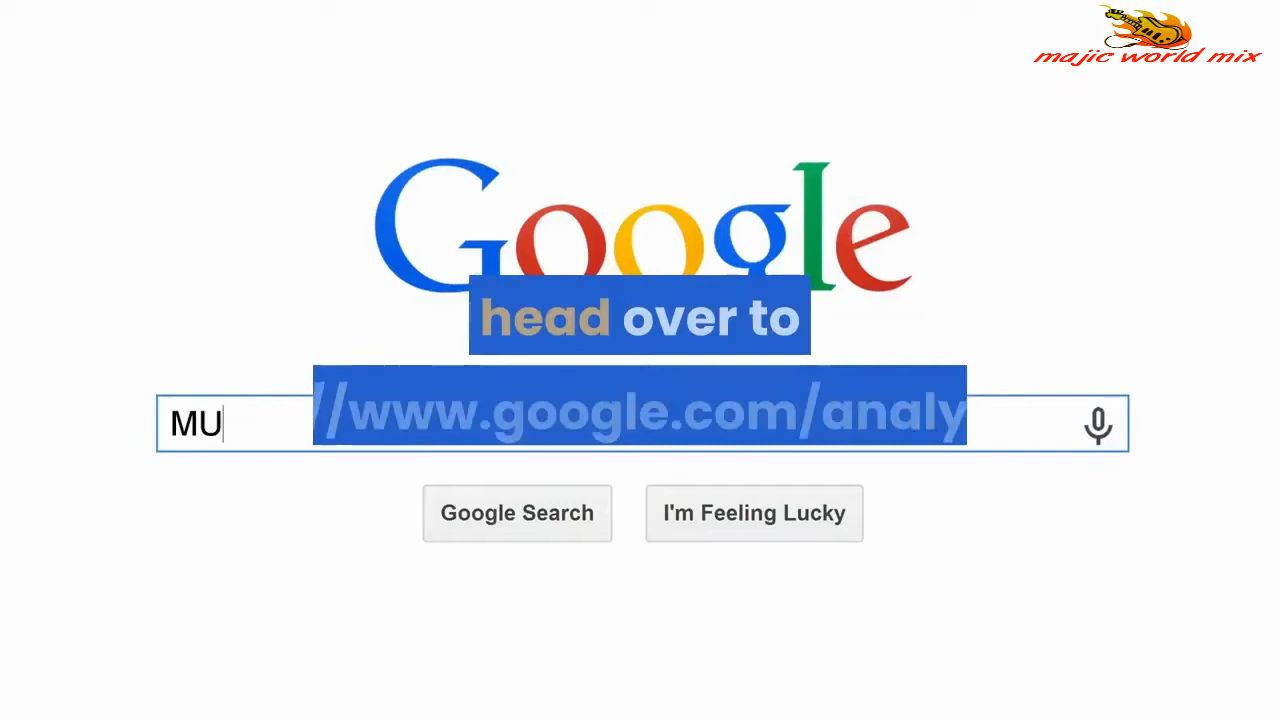 majic world mix
Google
head over to
//www.google.com/analy
MU
Google Search
I'm Feeling Lucky